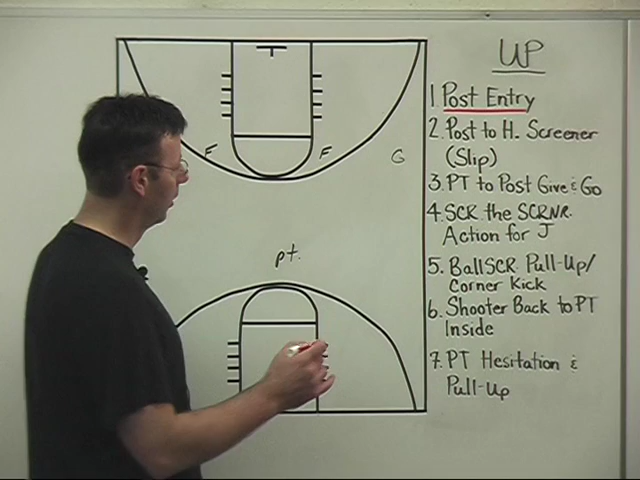 UP
1. Post Entry
2. Post to H. Screener
(Slip)
3. PT to Post Give & Go
4. SCR. the SCRNR.
Action for J
5. Ball SCR. Pull-Up/
Corner Kick
6. Shooter Back to PT
Inside
7. PT Hesitation &
Pull-Up
F F G
pt.